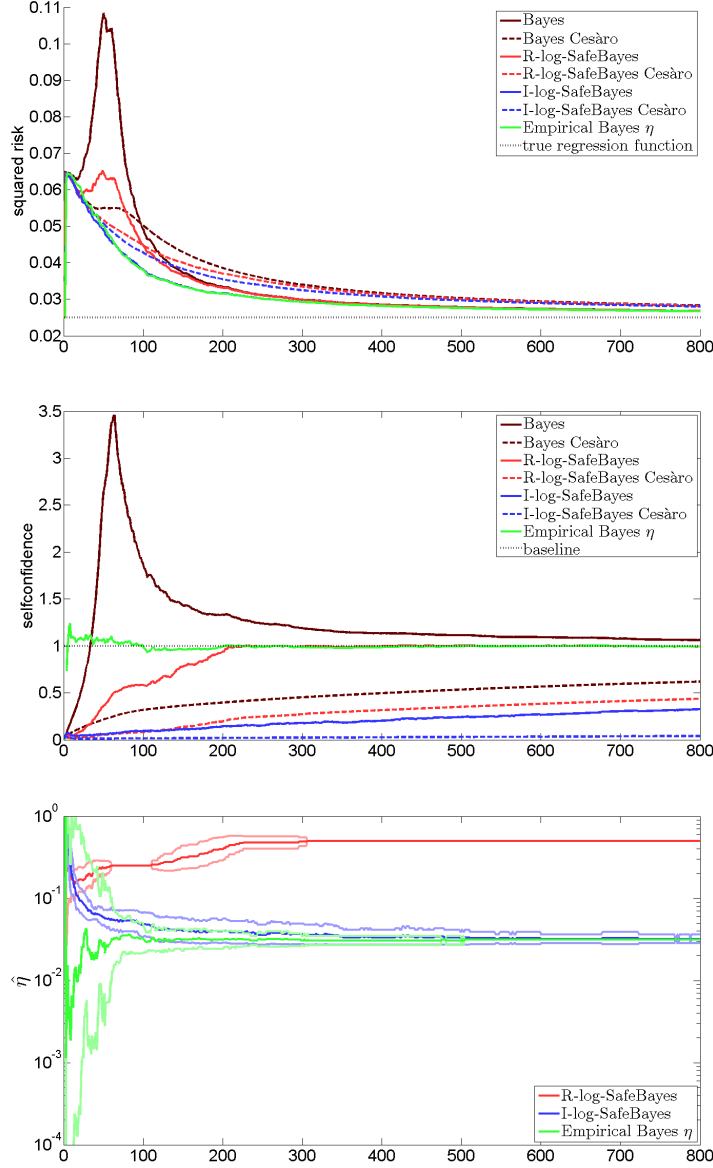 0.11
0.1
0.09
0.08
0.07
0.06
0.05
0.04
0.03
0.02
squared risk
Bayes
Bayes Cesàro
R-log-SafeBayes
R-log-SafeBayes Cesàro
I-log-SafeBayes
I-log-SafeBayes Cesàro
Empirical Bayes η
true regression function
0 100 200 300 400 500 600 700 800
3.5
3
2.5
2
1.5
1
0.5
0
selfconfidence
Bayes
Bayes Cesàro
R-log-SafeBayes
R-log-SafeBayes Cesàro
I-log-SafeBayes
I-log-SafeBayes Cesàro
Empirical Bayes η
baseline
0 100 200 300 400 500 600 700 800
10^0
10^-1
10^-2
10^-3
10^-4
η̂
R-log-SafeBayes
I-log-SafeBayes
Empirical Bayes η
0 100 200 300 400 500 600 700 800